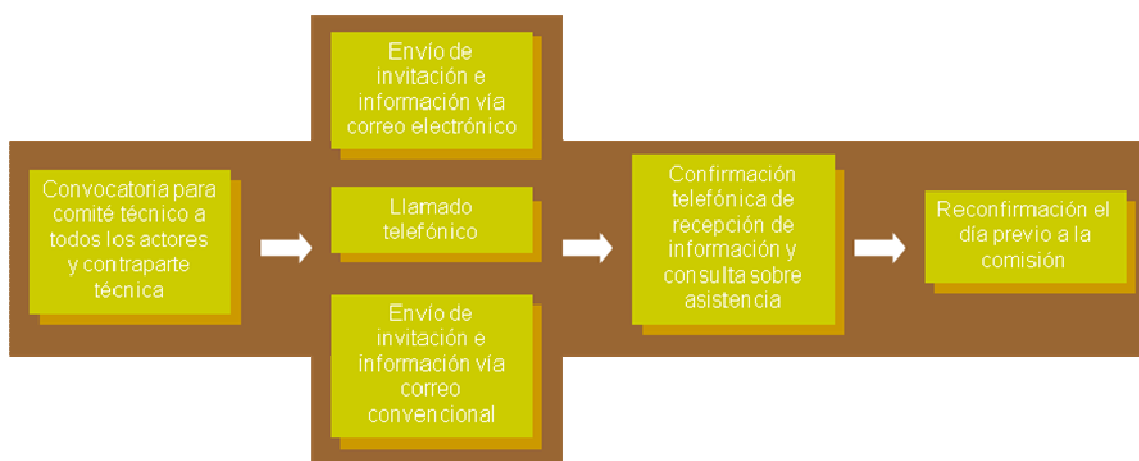 Convocatoria para
comité técnico a
todos los actores
y contraparte
técnica
Envío de
invitación e
información vía
correo electrónico
Llamado
telefónico
Envío de
invitación e
información vía
correo
convencional
Confirmación
telefónica de
recepción de
información y
consulta sobre
asistencia
Reconfirmación el
día previo a la
comisión